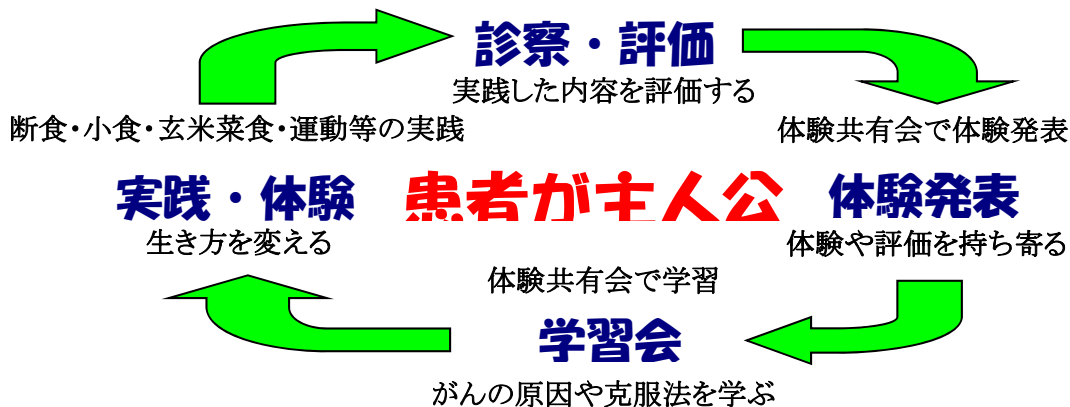 診察・評価
実践した内容を評価する
断食・小食・玄米菜食・運動等の実践
体験共有会で体験発表
実践・体験
患者が主人公
体験発表
生き方を変える
体験や評価を持ち寄る
体験共有会で学習
学習会
がんの原因や克服法を学ぶ